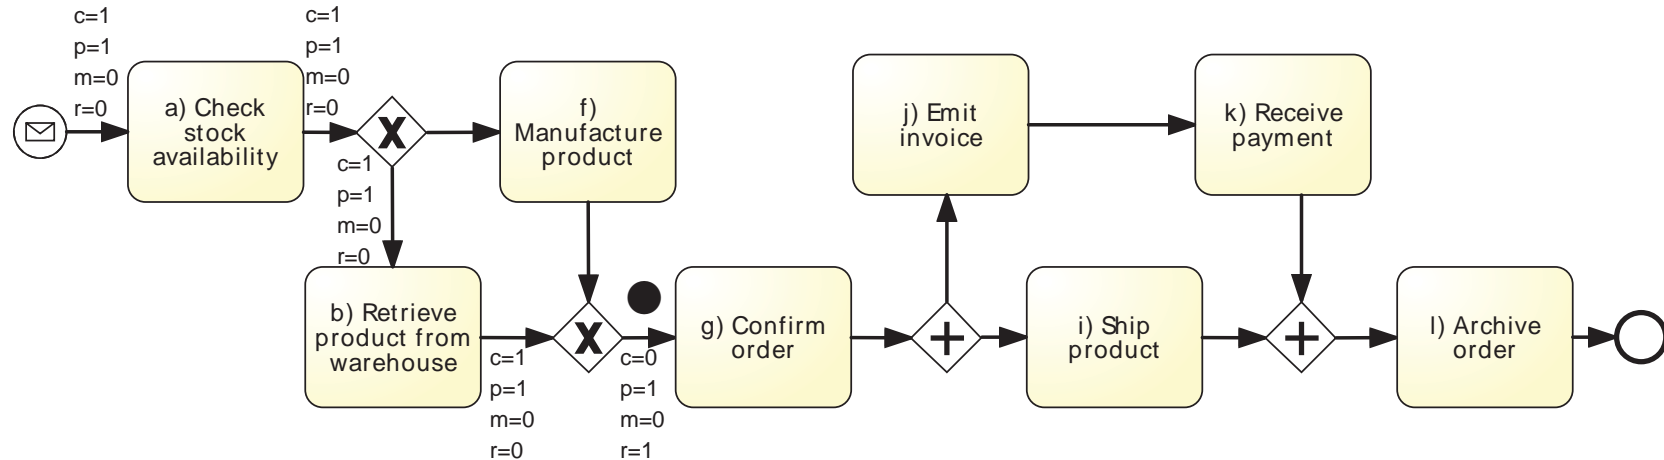 c=1
p=1
m=0
r=0
a) Check
stock
availability
c=1
p=1
m=0
r=0
X
c=1
p=1
m=0
r=0
f)
Manufacture
product
b) Retrieve
product from
warehouse
c=1
p=1
m=0
r=0
X
c=0
p=1
m=0
r=1
g) Confirm
order
+
j) Emit
invoice
k) Receive
payment
i) Ship
product
+
l) Archive
order